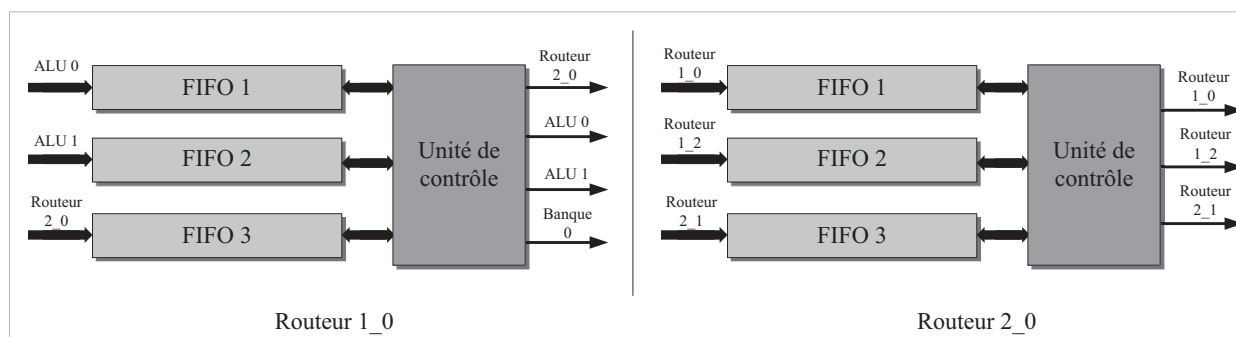 ALU 0
FIFO 1
Routeur
2_0
ALU 1
FIFO 2
Unité de
contrôle
ALU 0
Routeur
2_0
FIFO 3
ALU 1
Banque
0
Routeur 1_0
Routeur
1_0
FIFO 1
Routeur
1_0
Routeur
1_2
FIFO 2
Unité de
contrôle
Routeur
1_2
Routeur
2_1
FIFO 3
Routeur
2_1
Routeur 2_0